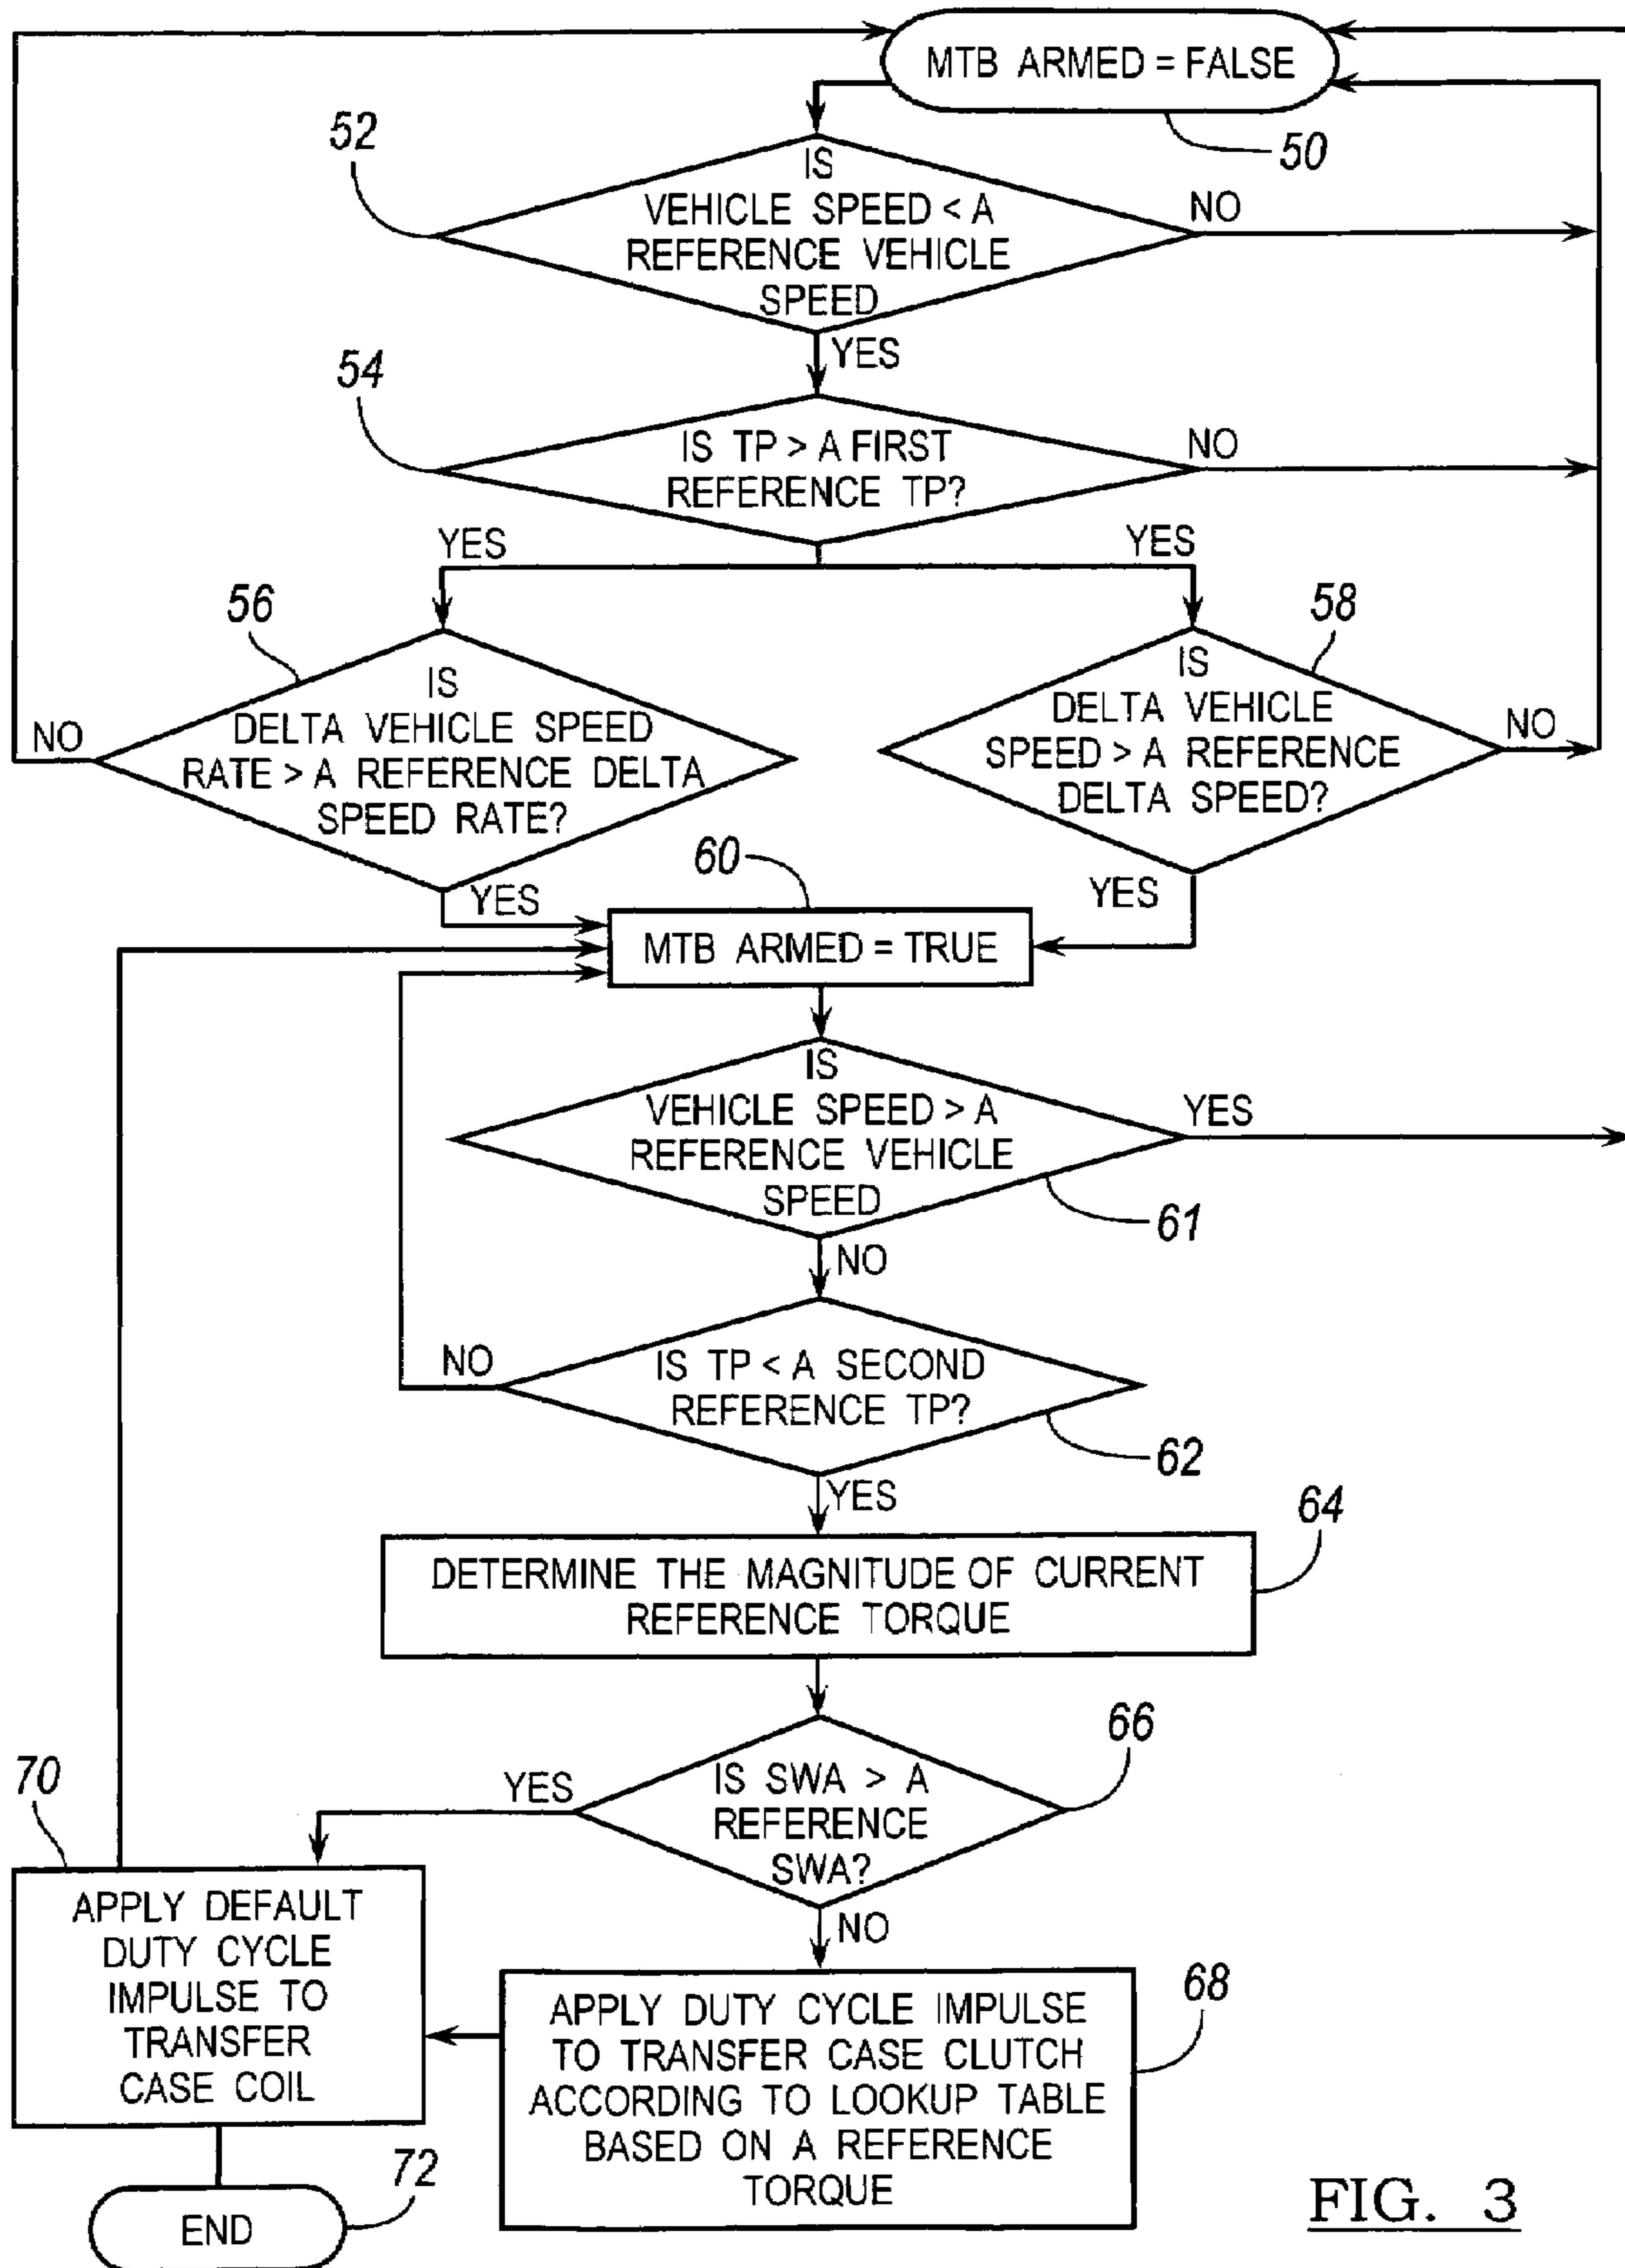 MTB ARMED = FALSE
50
52
IS
VEHICLE SPEED < A
REFERENCE VEHICLE
SPEED
NO
YES
54
IS TP > A FIRST
REFERENCE TP?
NO
YES
YES
56
IS
DELTA VEHICLE SPEED
RATE > A REFERENCE DELTA
SPEED RATE?
NO
YES
58
IS
DELTA VEHICLE
SPEED > A REFERENCE
DELTA SPEED?
NO
YES
60
MTB ARMED = TRUE
IS
VEHICLE SPEED > A
REFERENCE VEHICLE
SPEED
YES
61
NO
IS TP < A SECOND
REFERENCE TP?
NO
62
YES
64
DETERMINE THE MAGNITUDE OF CURRENT
REFERENCE TORQUE
66
IS SWA > A
REFERENCE
SWA?
YES
NO
70
APPLY DEFAULT
DUTY CYCLE
IMPULSE TO
TRANSFER
CASE COIL
68
APPLY DUTY CYCLE IMPULSE
TO TRANSFER CASE CLUTCH
ACCORDING TO LOOKUP TABLE
BASED ON A REFERENCE
TORQUE
72
END
FIG. 3